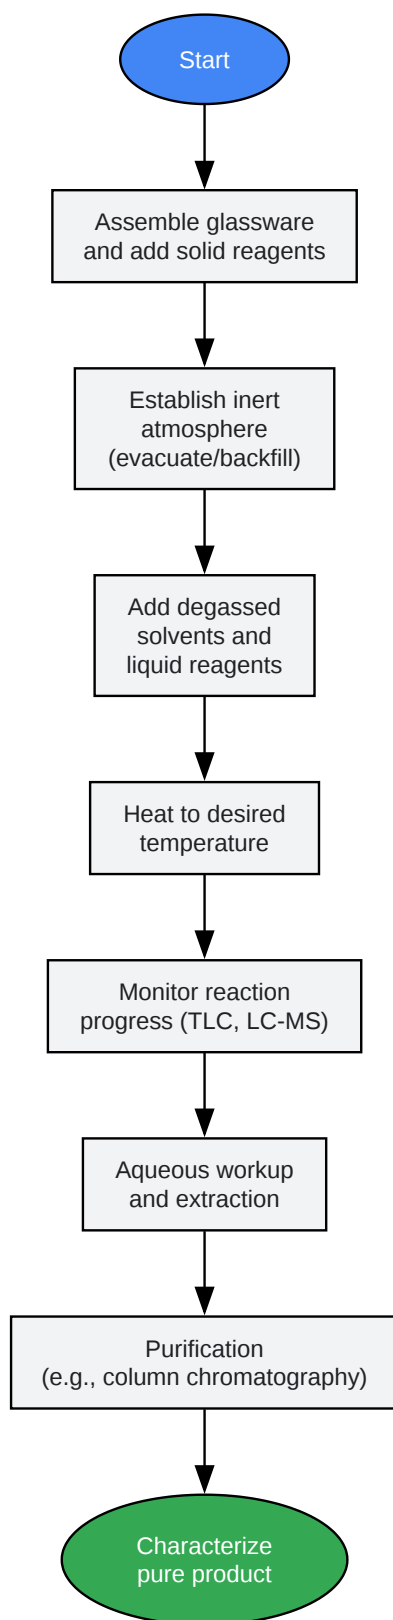 Start
Assemble glassware
and add solid reagents
Establish inert
atmosphere
(evacuate/backfill)
Add degassed
solvents and
liquid reagents
Heat to desired
temperature
Monitor reaction
progress (TLC, LC-MS)
Aqueous workup
and extraction
Purification
(e.g., column chromatography)
Characterize
pure product